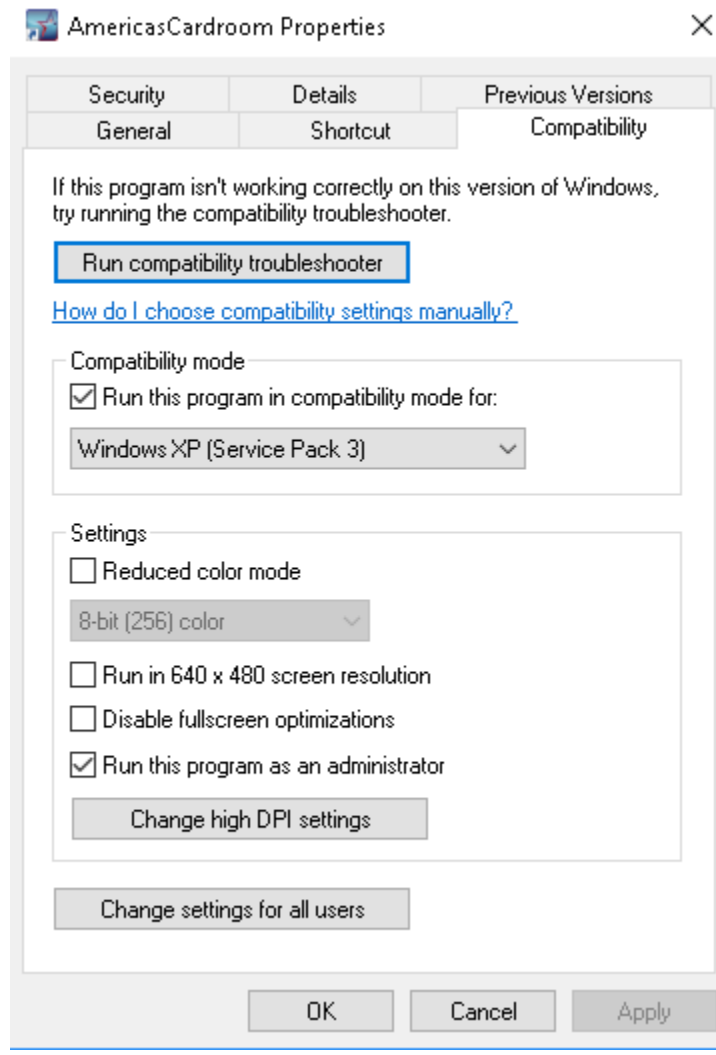 AmericasCardroom Properties
Security Details Previous Versions
General Shortcut Compatibility
If this program isn't working correctly on this version of Windows,
try running the compatibility troubleshooter.
Run compatibility troubleshooter
How do I choose compatibility settings manually?
Compatibility mode
Run this program in compatibility mode for:
Windows XP (Service Pack 3)
Settings
Reduced color mode
8-bit (256) color
Run in 640 x 480 screen resolution
Disable fullscreen optimizations
Run this program as an administrator
Change high DPI settings
Change settings for all users
OK Cancel Apply